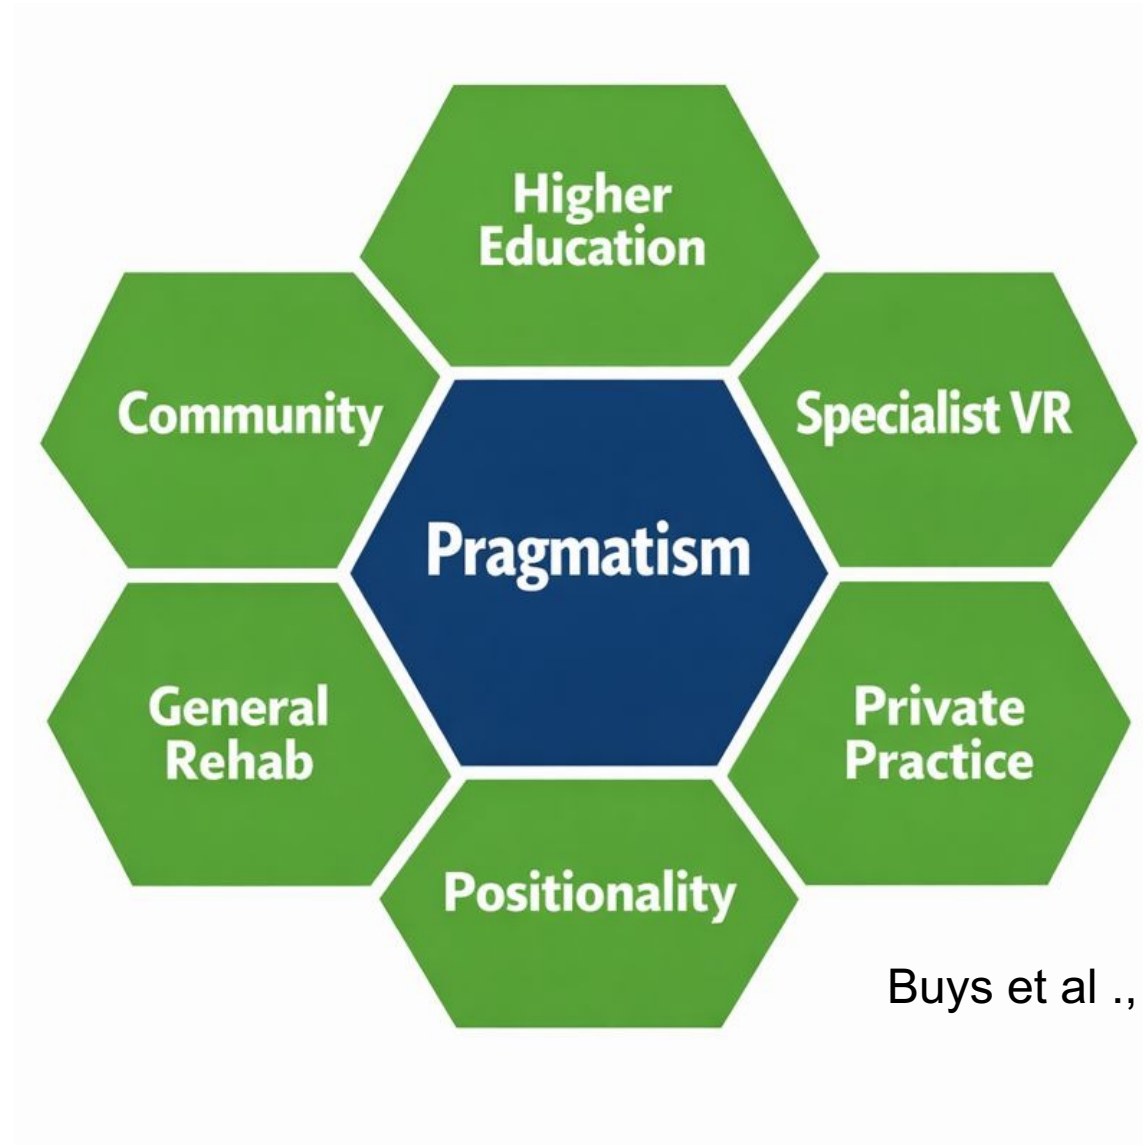 Higher
Education
Community
Specialist VR
Pragmatism
General
Rehab
Private
Practice
Positionality
Buys et al .,